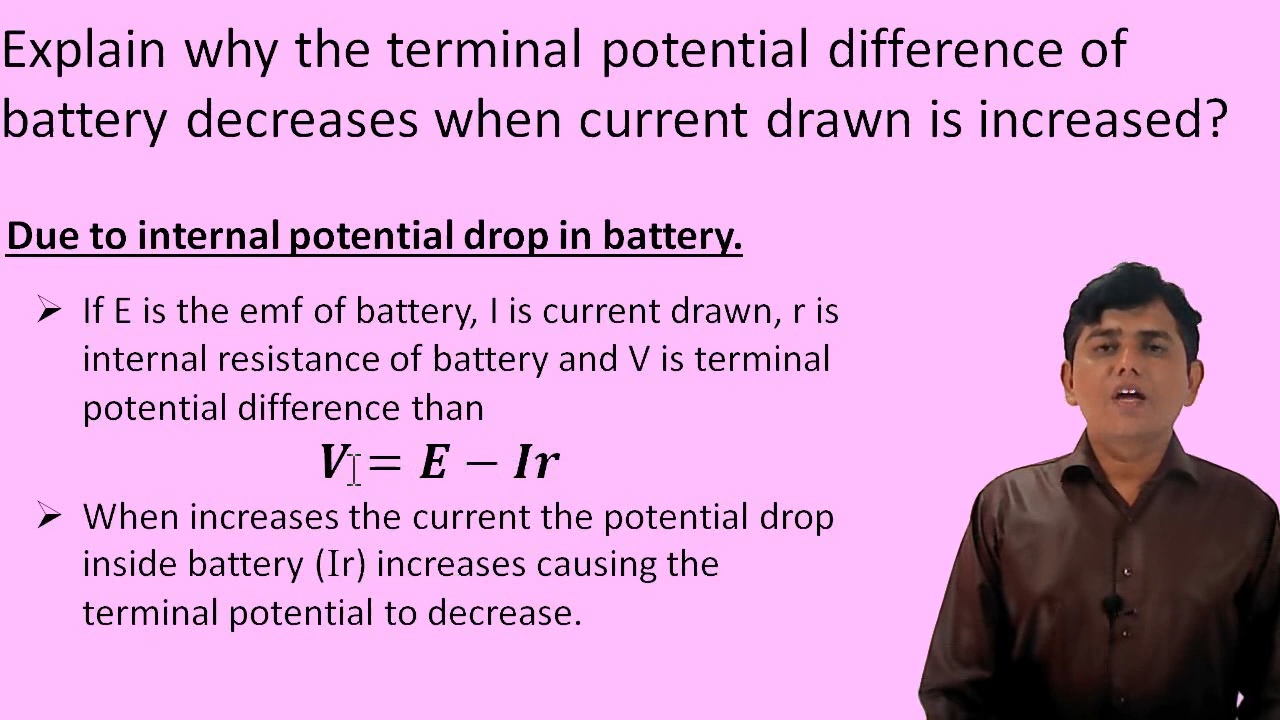 Explain why the terminal potential difference of
battery decreases when current drawn is increased?
Due to internal potential drop in battery.
➢ If E is the emf of battery, I is current drawn, r is
internal resistance of battery and V is terminal
potential difference than
V = E − Ir
➢ When increases the current the potential drop
inside battery (Ir) increases causing the
terminal potential to decrease.